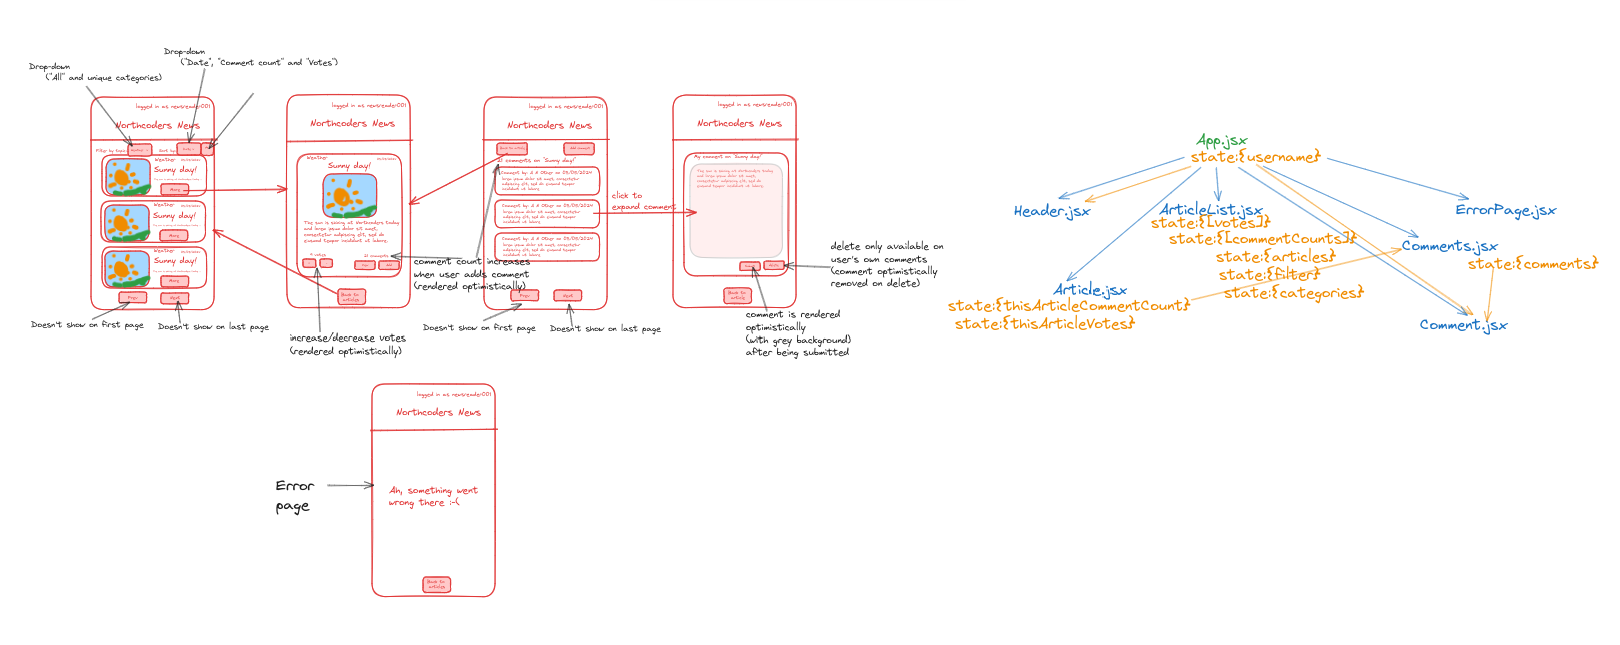 Drop-down
("Date", "Comment count" and "Votes")
Drop-down
("All" and unique categories)
logged in as newsreader001
Northcoders News
Filter by topic:
Sort by:
Weather
Sunny day!
More
Weather
Sunny day!
More
Weather
Sunny day!
More
Prev
Next
Doesn't show on first page
Doesn't show on last page
logged in as newsreader001
Northcoders News
Weather
Sunny day!
The sun is shining at Northcoders today
and lorem ipsum dolor sit amet,
consectetur adipiscing elit, sed do
eiusmod tempor incididunt ut labore.
votes
21 comments
Back to
articles
increase/decrease votes
(rendered optimistically)
comment count increases
when user adds comment
(rendered optimistically)
logged in as newsreader001
Northcoders News
Add comment
21 comments on "Sunny day!"
Comment by: A A Other on 03/05/2024
lorem ipsum dolor sit amet, consectetur
adipiscing elit, sed do eiusmod tempor
incididunt ut labore.
Comment by: A A Other on 03/05/2024
lorem ipsum dolor sit amet, consectetur
adipiscing elit, sed do eiusmod tempor
incididunt ut labore.
Comment by: A A Other on 03/05/2024
lorem ipsum dolor sit amet, consectetur
adipiscing elit, sed do eiusmod tempor
incididunt ut labore.
Prev
Next
Doesn't show on first page
Doesn't show on last page
click to
expand comment
logged in as newsreader001
Northcoders News
My comment on "Sunny day!"
The sun is shining at Northcoders today
and lorem ipsum dolor sit amet,
consectetur adipiscing elit, sed do
eiusmod tempor incididunt ut labore.
Back to
article
delete only available on
user's own comments
(comment optimistically
removed on delete)
comment is rendered
optimistically
(with grey background)
after being submitted
Error
page
logged in as newsreader001
Northcoders News
Ah, something went
wrong there :-(
Back to
articles
App.jsx
state:{username}
Header.jsx
ArticleList.jsx
state:{[votes]}
state:{[commentCounts]}
state:{articles}
state:{filter}
state:{categories}
ErrorPage.jsx
Comments.jsx
state:{comments}
Article.jsx
state:{thisArticleCommentCount}
state:{thisArticleVotes}
Comment.jsx